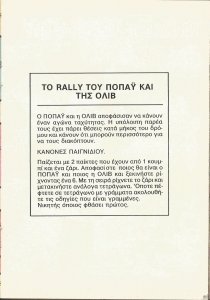 ΤΟ RALLY ΤΟΥ ΠΟΠΑΫ ΚΑΙ
ΤΗΣ ΟΛΙΒ
Ο ΠΟΠΑΫ και η ΟΛΙΒ αποφάσισαν να κάνουν
έναν αγώνα ταχύτητας. Η υπόλοιπη παρέα
τους έχει πάρει θέσεις κατά μήκος του δρό-
μου και κάνουν ότι μπορούν περισσότερο για
να τους διακόπτουν.
ΚΑΝΟΝΕΣ ΠΑΙΓΝΙΔΙΟΥ.
Παίζεται με 2 παίκτες που έχουν από 1 κουμ-
πί και ένα ζάρι. Αποφασίστε ποιος θα είναι ο
ΠΟΠΑΫ και ποιος η ΟΛΙΒ και ξεκινήστε ρί-
χνοντας ένα 6. Με τη σειρά ρίχνετε το ζάρι και
μετακινήστε ανάλογα τετράγωνα. Όποτε πέ-
φτετε σε τετράγωνο με γράμματα ακολουθή-
τε τις οδηγίες που είναι γραμμένες.
Νικητής όποιος φθάσει πρώτος.